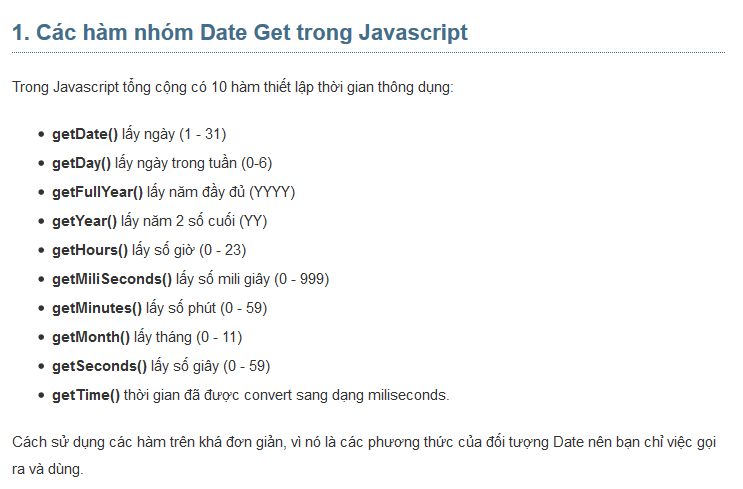 1. Các hàm nhóm Date Get trong Javascript
Trong Javascript tổng cộng có 10 hàm thiết lập thời gian thông dụng:
getDate() lấy ngày (1 - 31)
getDay() lấy ngày trong tuần (0-6)
getFullYear() lấy năm đầy đủ (YYYY)
getYear() lấy năm 2 số cuối (YY)
getHours() lấy số giờ (0 - 23)
getMiliSeconds() lấy số mili giây (0 - 999)
getMinutes() lấy số phút (0 - 59)
getMonth() lấy tháng (0 - 11)
getSeconds() lấy số giây (0 - 59)
getTime() thời gian đã được convert sang dạng miliseconds.
Cách sử dụng các hàm trên khá đơn giản, vì nó là các phương thức của đối tượng Date nên bạn chỉ việc gọi
ra và dùng.